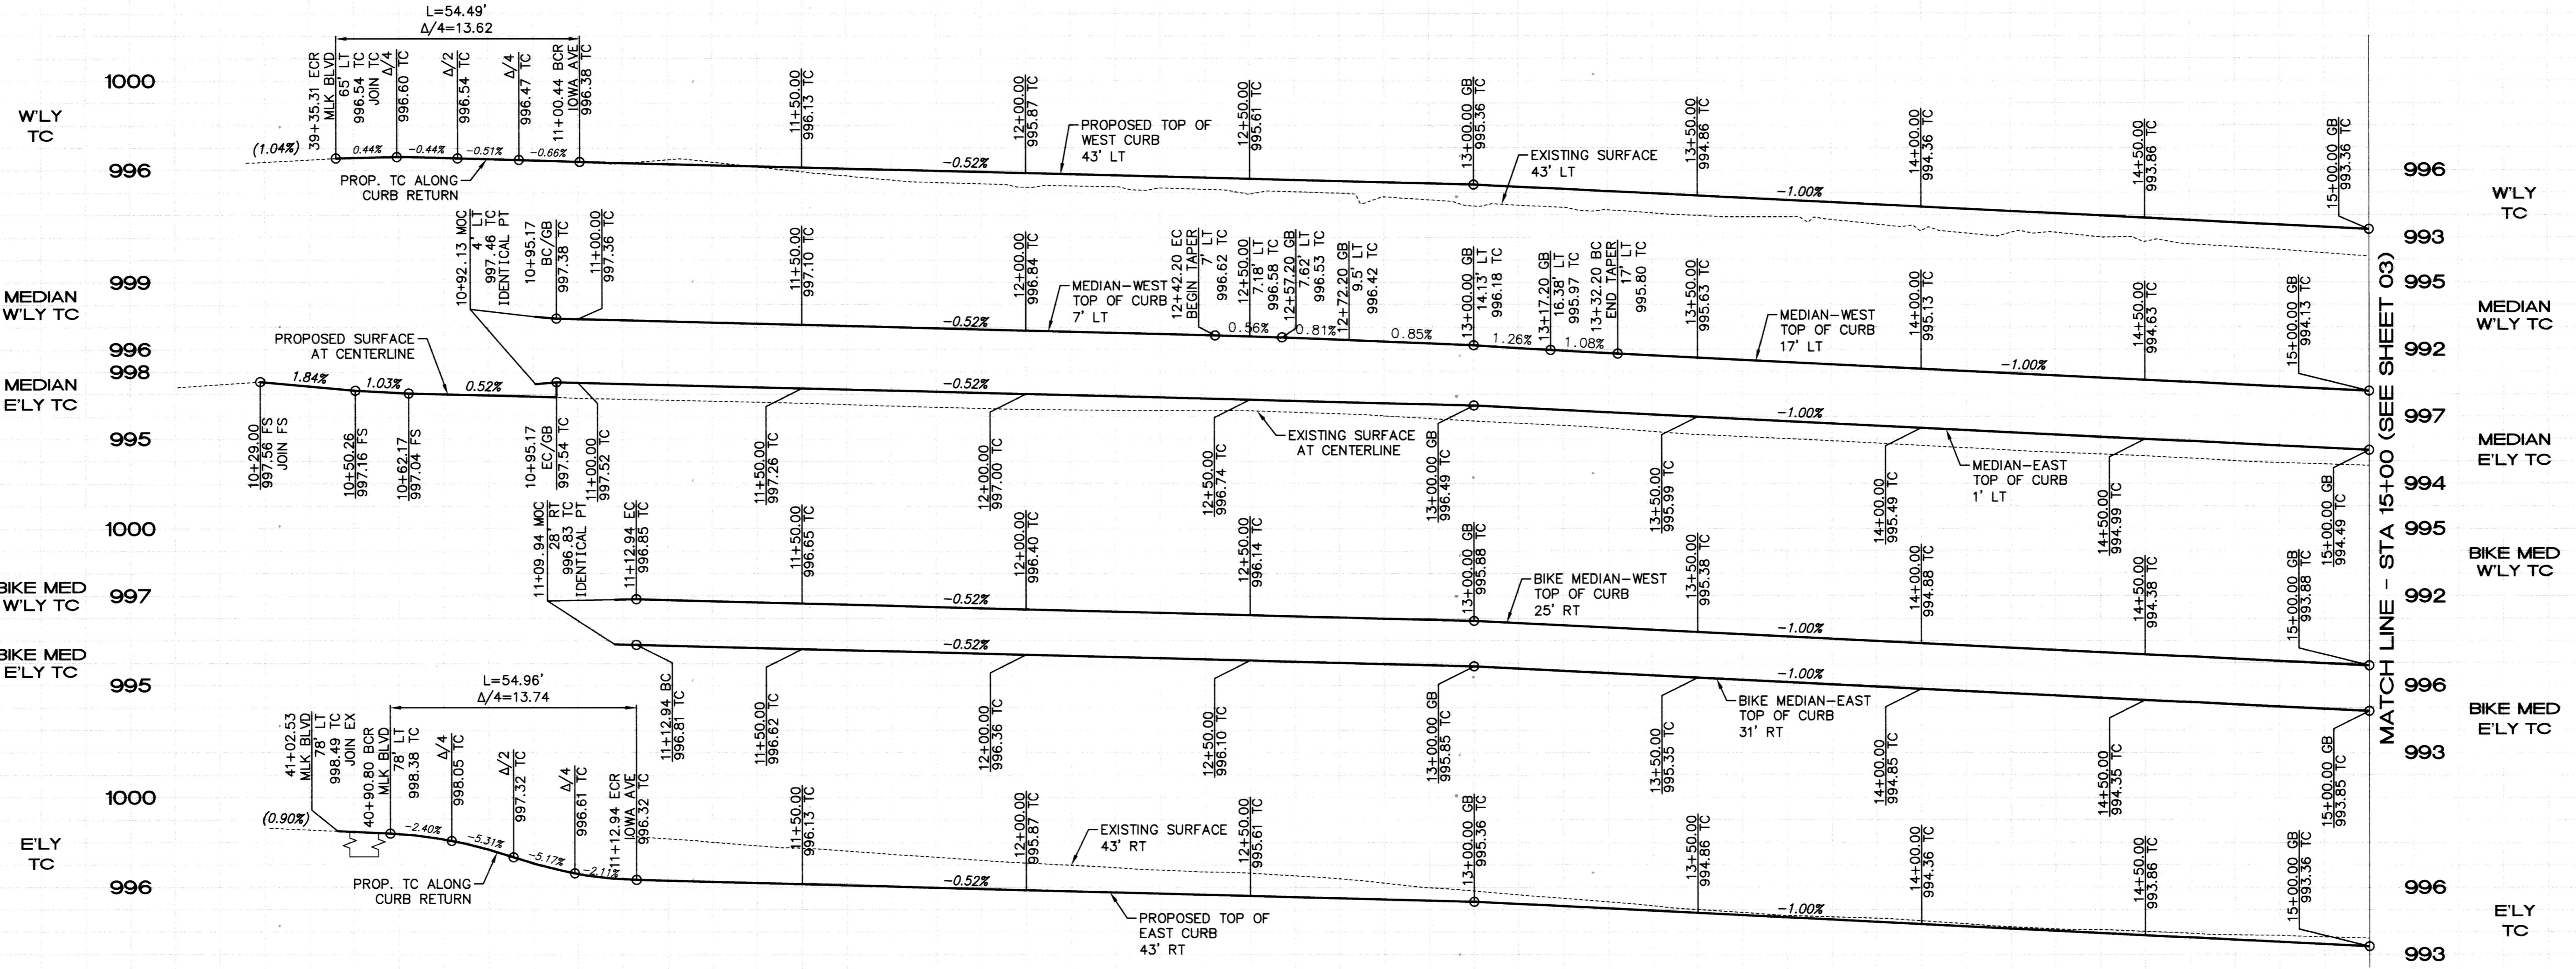 L=54.49'
Δ/4=13.62
39+35.31 ECR
MLK BLVD
65' LT
996.54 TC
JOIN TC
Δ/4
996.60 TC
Δ/2
996.54 TC
Δ/4
996.47 TC
11+00.44 BCR
IOWA AVE
996.38 TC
11+50.00
996.13 TC
12+00.00
995.87 TC
12+50.00
995.61 TC
13+00.00 GB
995.36 TC
13+50.00
994.86 TC
14+00.00
994.36 TC
14+50.00
993.86 TC
15+00.00 GB
993.36 TC
1000
W'LY
TC
996
(1.04%)
0.44%
-0.44%
-0.51%
-0.66%
-0.52%
-1.00%
PROP. TC ALONG
CURB RETURN
PROPOSED TOP OF
WEST CURB
43' LT
EXISTING SURFACE
43' LT
996
W'LY
TC
993
10+92.13 MOC
4' LT
997.46 TC
IDENTICAL PT
10+95.17
BC/GB
997.38 TC
11+00.00
997.36 TC
11+50.00
997.10 TC
12+00.00
996.84 TC
12+42.20 EC
BEGIN TAPER
7' LT
996.62 TC
12+50.00
7.18' LT
996.58 TC
12+57.20 GB
7.62' LT
996.53 TC
12+72.20 GB
9.5' LT
996.42 TC
13+00.00 GB
14.13' LT
996.18 TC
13+17.20 GB
16.38' LT
995.97 TC
13+32.20 BC
END TAPER
17' LT
995.80 TC
13+50.00
995.63 TC
14+00.00
995.13 TC
14+50.00
994.63 TC
15+00.00 GB
994.13 TC
999
MEDIAN
W'LY TC
996
-0.52%
0.56%
0.81%
0.85%
1.26%
1.08%
-1.00%
MEDIAN-WEST
TOP OF CURB
7' LT
MEDIAN-WEST
TOP OF CURB
17' LT
995
MEDIAN
W'LY TC
992
PROPOSED SURFACE
AT CENTERLINE
998
MEDIAN
E'LY TC
995
1.84%
1.03%
0.52%
-0.52%
-1.00%
10+29.00
997.56 FS
JOIN FS
10+50.26
997.16 FS
10+62.17
997.04 FS
10+95.17
EC/GB
997.54 TC
11+00.00
997.52 TC
11+50.00
997.26 TC
12+00.00
997.00 TC
12+50.00
996.74 TC
EXISTING SURFACE
AT CENTERLINE
13+00.00 GB
996.49 TC
13+50.00
995.99 TC
14+00.00
995.49 TC
MEDIAN-EAST
TOP OF CURB
1' LT
14+50.00
994.99 TC
15+00.00 GB
994.49 TC
997
MEDIAN
E'LY TC
994
11+09.94 MOC
28' RT
996.83 TC
IDENTICAL PT
11+12.94 EC
996.85 TC
11+50.00
996.65 TC
12+00.00
996.40 TC
12+50.00
996.14 TC
13+00.00 GB
995.88 TC
13+50.00
995.38 TC
14+00.00
994.88 TC
14+50.00
994.38 TC
15+00.00 GB
993.88 TC
1000
BIKE MED
W'LY TC
997
-0.52%
-1.00%
BIKE MEDIAN-WEST
TOP OF CURB
25' RT
995
BIKE MED
W'LY TC
992
BIKE MED
E'LY TC
995
-0.52%
-1.00%
11+12.94 BC
996.81 TC
11+50.00
996.62 TC
12+00.00
996.36 TC
12+50.00
996.10 TC
13+00.00 GB
995.85 TC
13+50.00
995.35 TC
BIKE MEDIAN-EAST
TOP OF CURB
31' RT
14+00.00
994.85 TC
14+50.00
994.35 TC
15+00.00 GB
993.85 TC
996
BIKE MED
E'LY TC
993
L=54.96'
Δ/4=13.74
41+02.53
MLK BLVD
78' LT
998.49 TC
JOIN EX
40+90.80 BCR
MLK BLVD
78' LT
998.38 TC
Δ/4
998.05 TC
Δ/2
997.32 TC
Δ/4
996.61 TC
11+12.94 ECR
IOWA AVE
996.32 TC
11+50.00
996.13 TC
12+00.00
995.87 TC
12+50.00
995.61 TC
13+00.00 GB
995.36 TC
13+50.00
994.86 TC
14+00.00
994.36 TC
14+50.00
993.86 TC
15+00.00 GB
993.36 TC
1000
E'LY
TC
996
(0.90%)
-2.40%
-5.31%
-5.17%
-2.11%
-0.52%
-1.00%
PROP. TC ALONG
CURB RETURN
EXISTING SURFACE
43' RT
PROPOSED TOP OF
EAST CURB
43' RT
996
E'LY
TC
993
MATCH LINE - STA 15+00 (SEE SHEET 03)